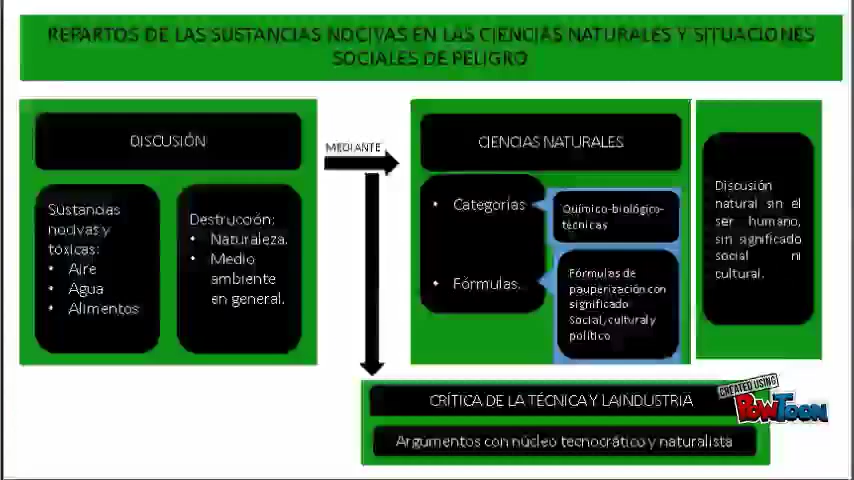 REPARTOS DE LAS SUSTANCIAS NOCIVAS EN LAS CIENCIAS NATURALES Y SITUACIONES
SOCIALES DE PELIGRO
DISCUSIÓN
Sustancias
nocivas y
tóxicas:
• Aire
• Agua
• Alimentos
Destrucción:
• Naturaleza.
• Medio
ambiente
en general.
MEDIANTE
CIENCIAS NATURALES
• Categorías
• Fórmulas.
Químico-biológico-
técnicas
Fórmulas de
pauperización con
significado
Social, cultural y
político
Discusión
natural sin el
ser humano,
sin significado
social ni
cultural.
CRÍTICA DE LA TÉCNICA Y LAINDUSTRIA
Argumentos con núcleo tecnocrático y naturalista
CREATED USING
POWTOON